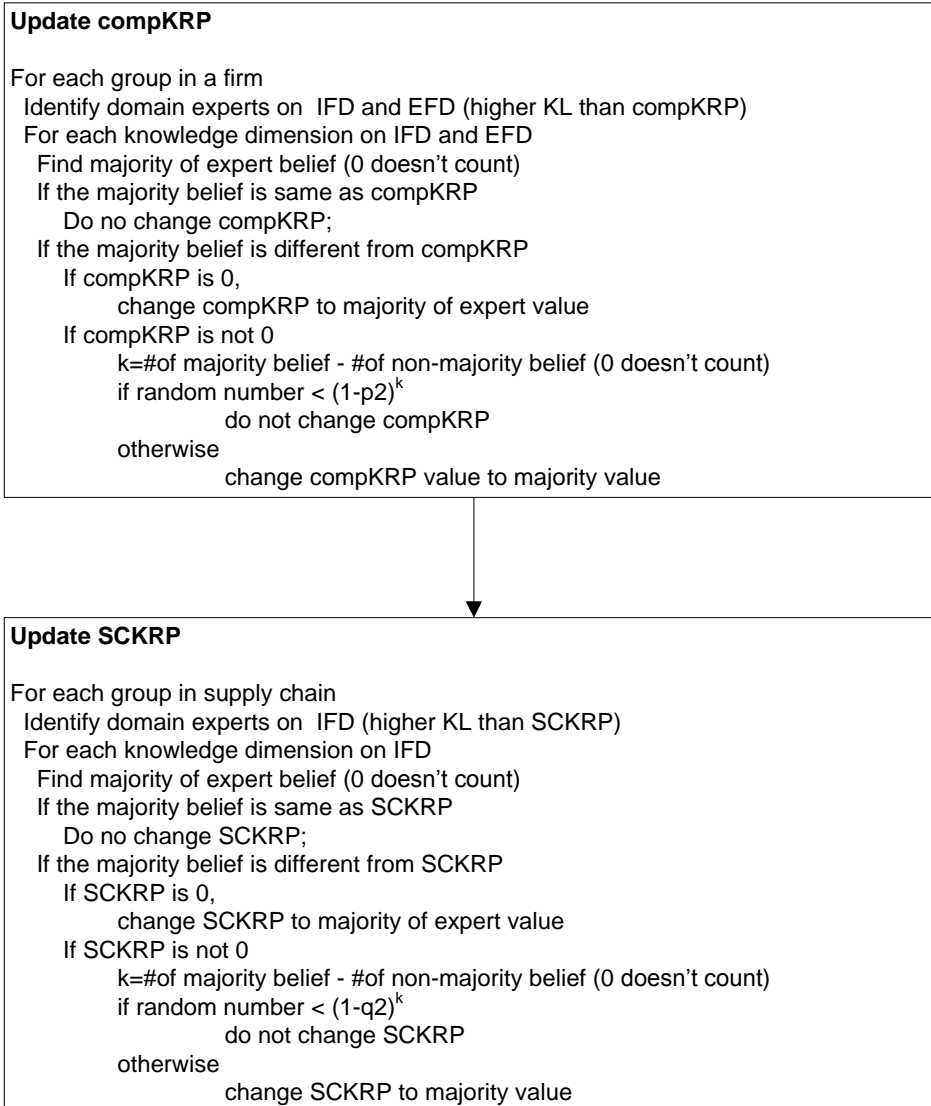 Update compKRP
For each group in a firm
Identify domain experts on  IFD and EFD (higher KL than compKRP)
For each knowledge dimension on IFD and EFD
Find majority of expert belief (0 doesn't count)
If the majority belief is same as compKRP
Do no change compKRP;
If the majority belief is different from compKRP
If compKRP is 0,
change compKRP to majority of expert value
If compKRP is not 0
k=#of majority belief - #of non-majority belief (0 doesn't count)
if random number < (1-p2)^k
do not change compKRP
otherwise
change compKRP value to majority value
Update SCKRP
For each group in supply chain
Identify domain experts on  IFD (higher KL than SCKRP)
For each knowledge dimension on IFD
Find majority of expert belief (0 doesn't count)
If the majority belief is same as SCKRP
Do no change SCKRP;
If the majority belief is different from SCKRP
If SCKRP is 0,
change SCKRP to majority of expert value
If SCKRP is not 0
k=#of majority belief - #of non-majority belief (0 doesn't count)
if random number < (1-q2)^k
do not change SCKRP
otherwise
change SCKRP to majority value